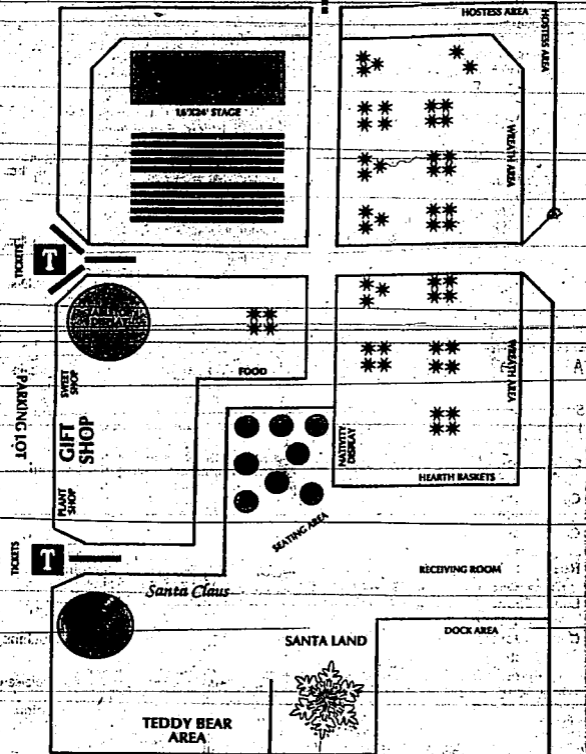 HOSTESS AREA
HOSTESS AREA
16'X24' STAGE
WREATH AREA
TICKETS
T
SWEET
SHOP
FOOD
WREATH AREA
PARKING LOT
GIFT
SHOP
PLANT
SHOP
NATIVITY
DISPLAY
HEARTH BASKETS
SEATING AREA
TICKETS
T
Santa Claus
RECEIVING ROOM
DOCK AREA
SANTA LAND
TEDDY BEAR
AREA